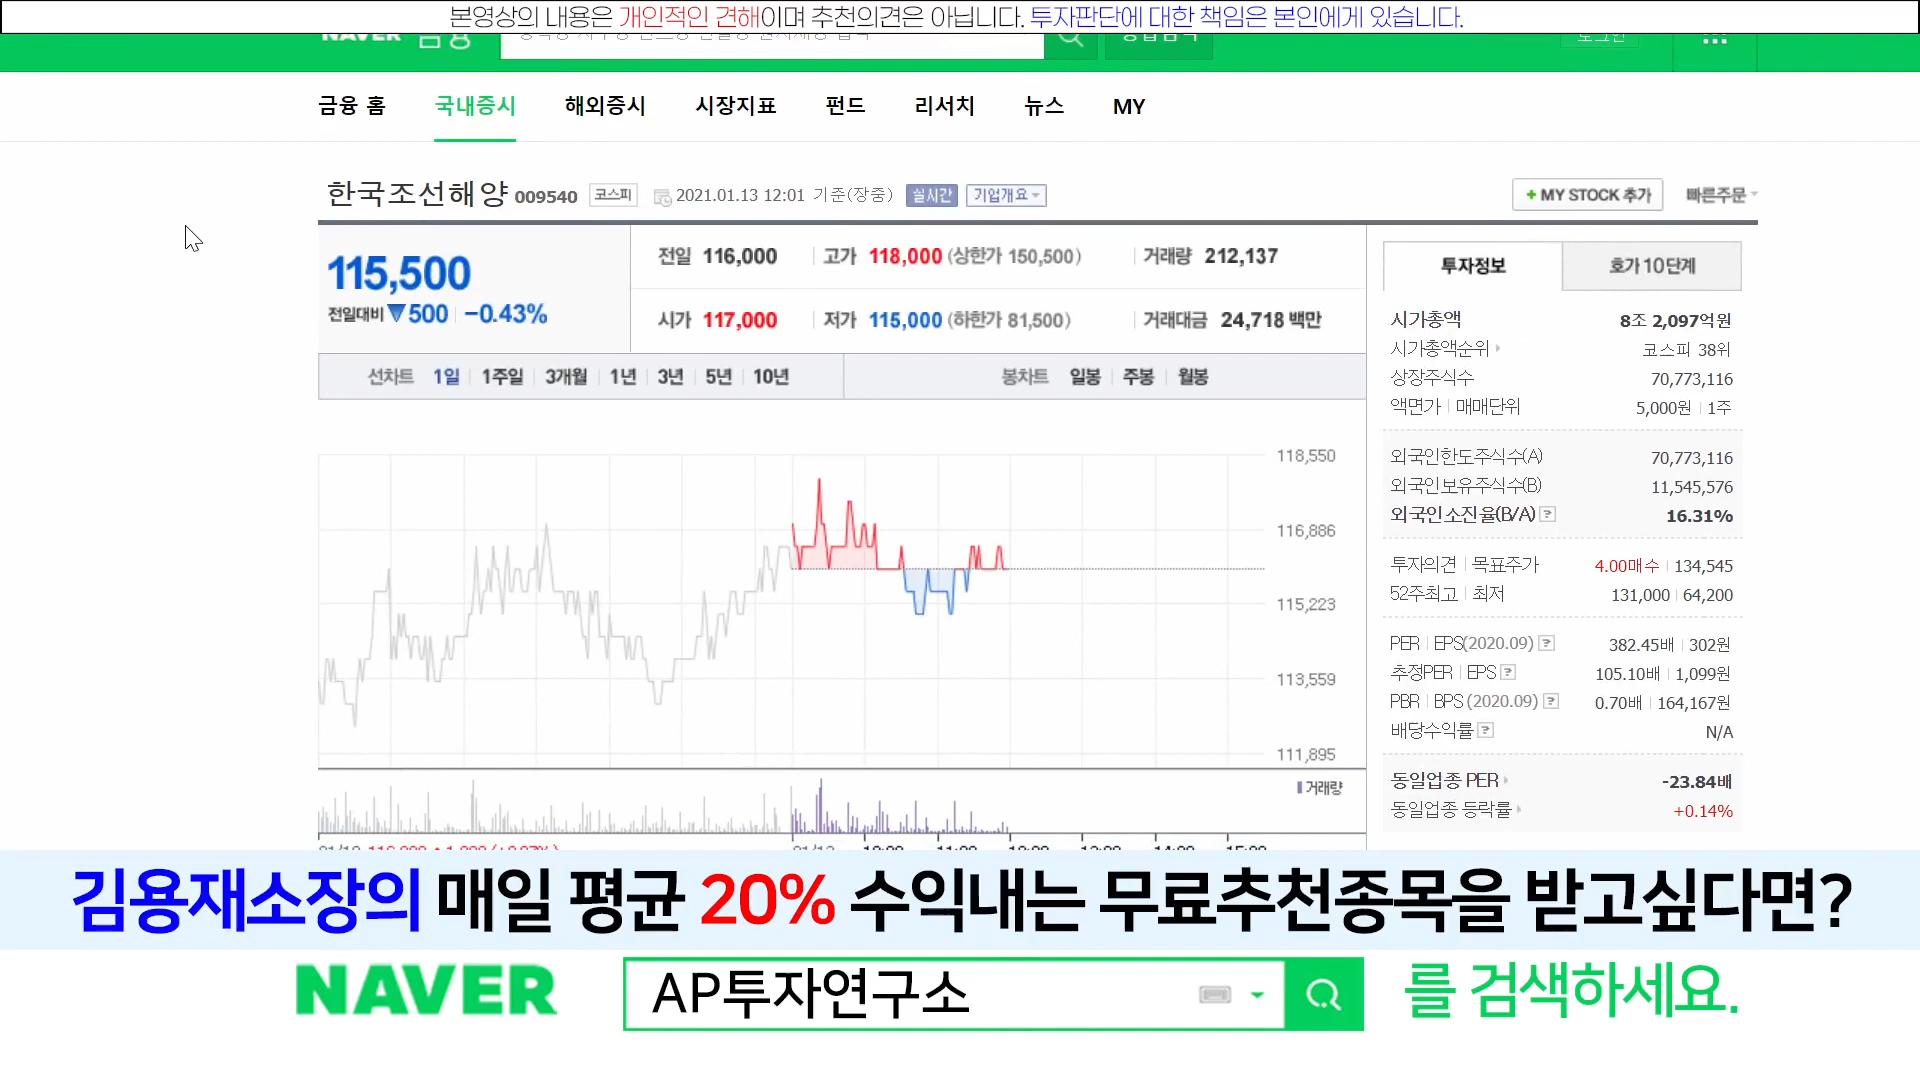 본영상의 내용은 개인적인 견해이며 추천의견은 아닙니다. 투자판단에 대한 책임은 본인에게 있습니다.
NAVER 금융
통합검색
로그인
금융 홈 국내증시 해외증시 시장지표 펀드 리서치 뉴스 MY
한국조선해양 009540 코스피 2021.01.13 12:01 기준(장중) 실시간 기업개요
+ MY STOCK 추가 빠른주문
115,500
전일대비 ▼500 -0.43%
전일 116,000 고가 118,000 (상한가 150,500) 거래량 212,137
시가 117,000 저가 115,000 (하한가 81,500) 거래대금 24,718 백만
선차트 1일 1주일 3개월 1년 3년 5년 10년 봉차트 일봉 주봉 월봉
118,550
116,886
115,223
113,559
111,895
거래량
투자정보 호가 10단계
시가총액 8조 2,097억원
시가총액순위 코스피 38위
상장주식수 70,773,116
액면가 매매단위 5,000원 1주
외국인한도주식수(A) 70,773,116
외국인보유주식수(B) 11,545,576
외국인소진율(B/A) ? 16.31%
투자의견 목표주가 4.00매수 134,545
52주최고 최저 131,000 64,200
PER EPS(2020.09) ? 382.45배 302원
추정PER EPS ? 105.10배 1,099원
PBR BPS (2020.09) ? 0.70배 164,167원
배당수익률 ? N/A
동일업종 PER -23.84배
동일업종 등락률 +0.14%
김용재소장의 매일 평균 20% 수익내는 무료추천종목을 받고싶다면?
NAVER AP투자연구소 를 검색하세요.